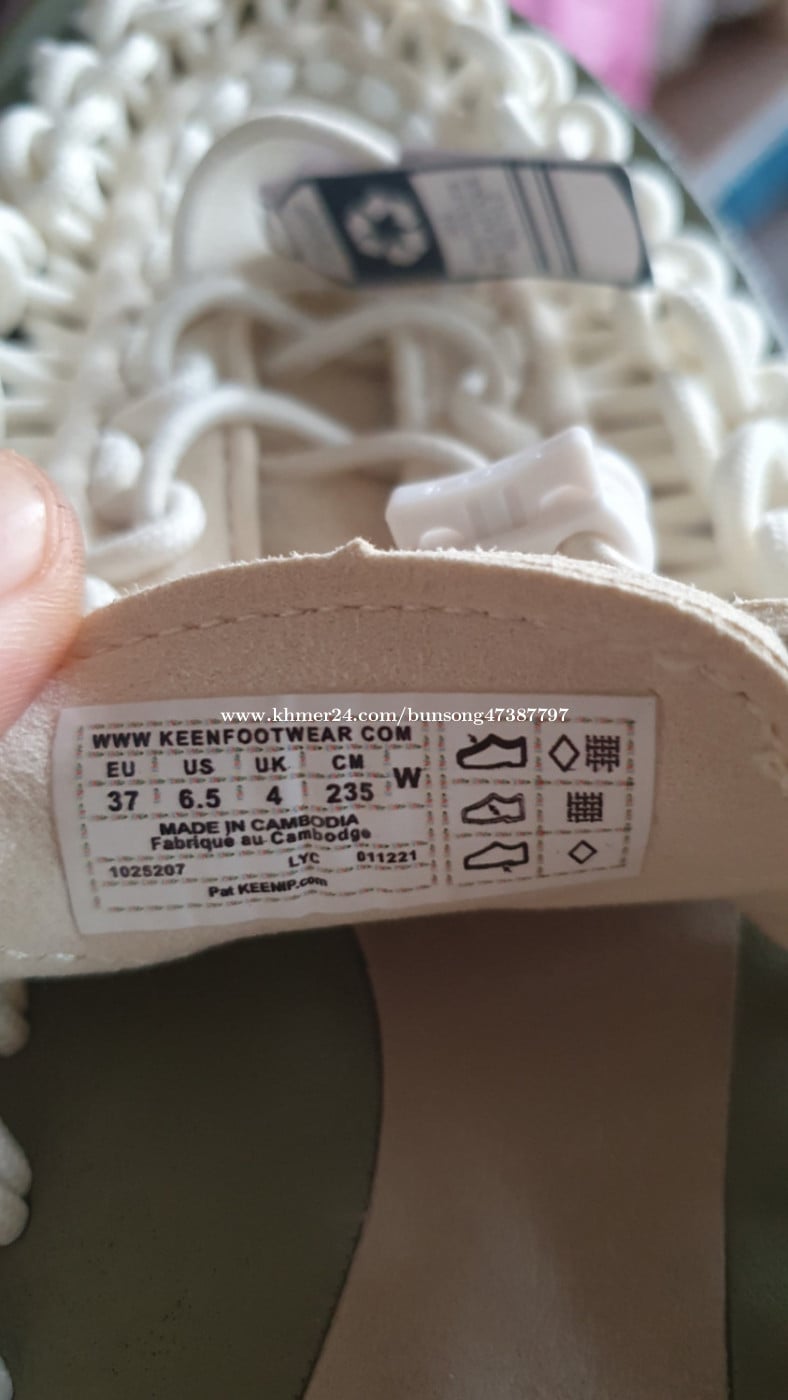 www.khmer24.com/bunsong47387797
WWW KEENFOOTWEAR COM
EU US UK CM W
37 6.5 4 235
MADE IN CAMBODIA
Fabriqué au Cambodge
1025207 LYC 011221
Pat KEENIP.com